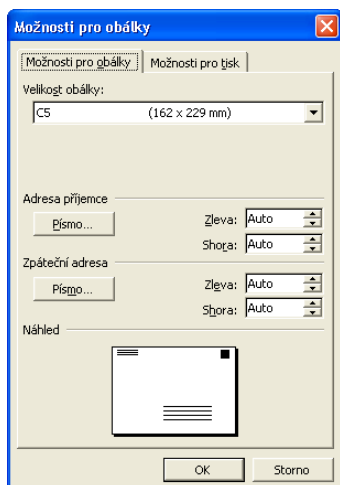 Možnosti pro obálky
Možnosti pro obálky Možnosti pro tisk
Velikost obálky:
C5 (162 x 229 mm)
Adresa příjemce
Písmo... Zleva: Auto
Shora: Auto
Zpáteční adresa
Písmo... Zleva: Auto
Shora: Auto
Náhled
OK Storno